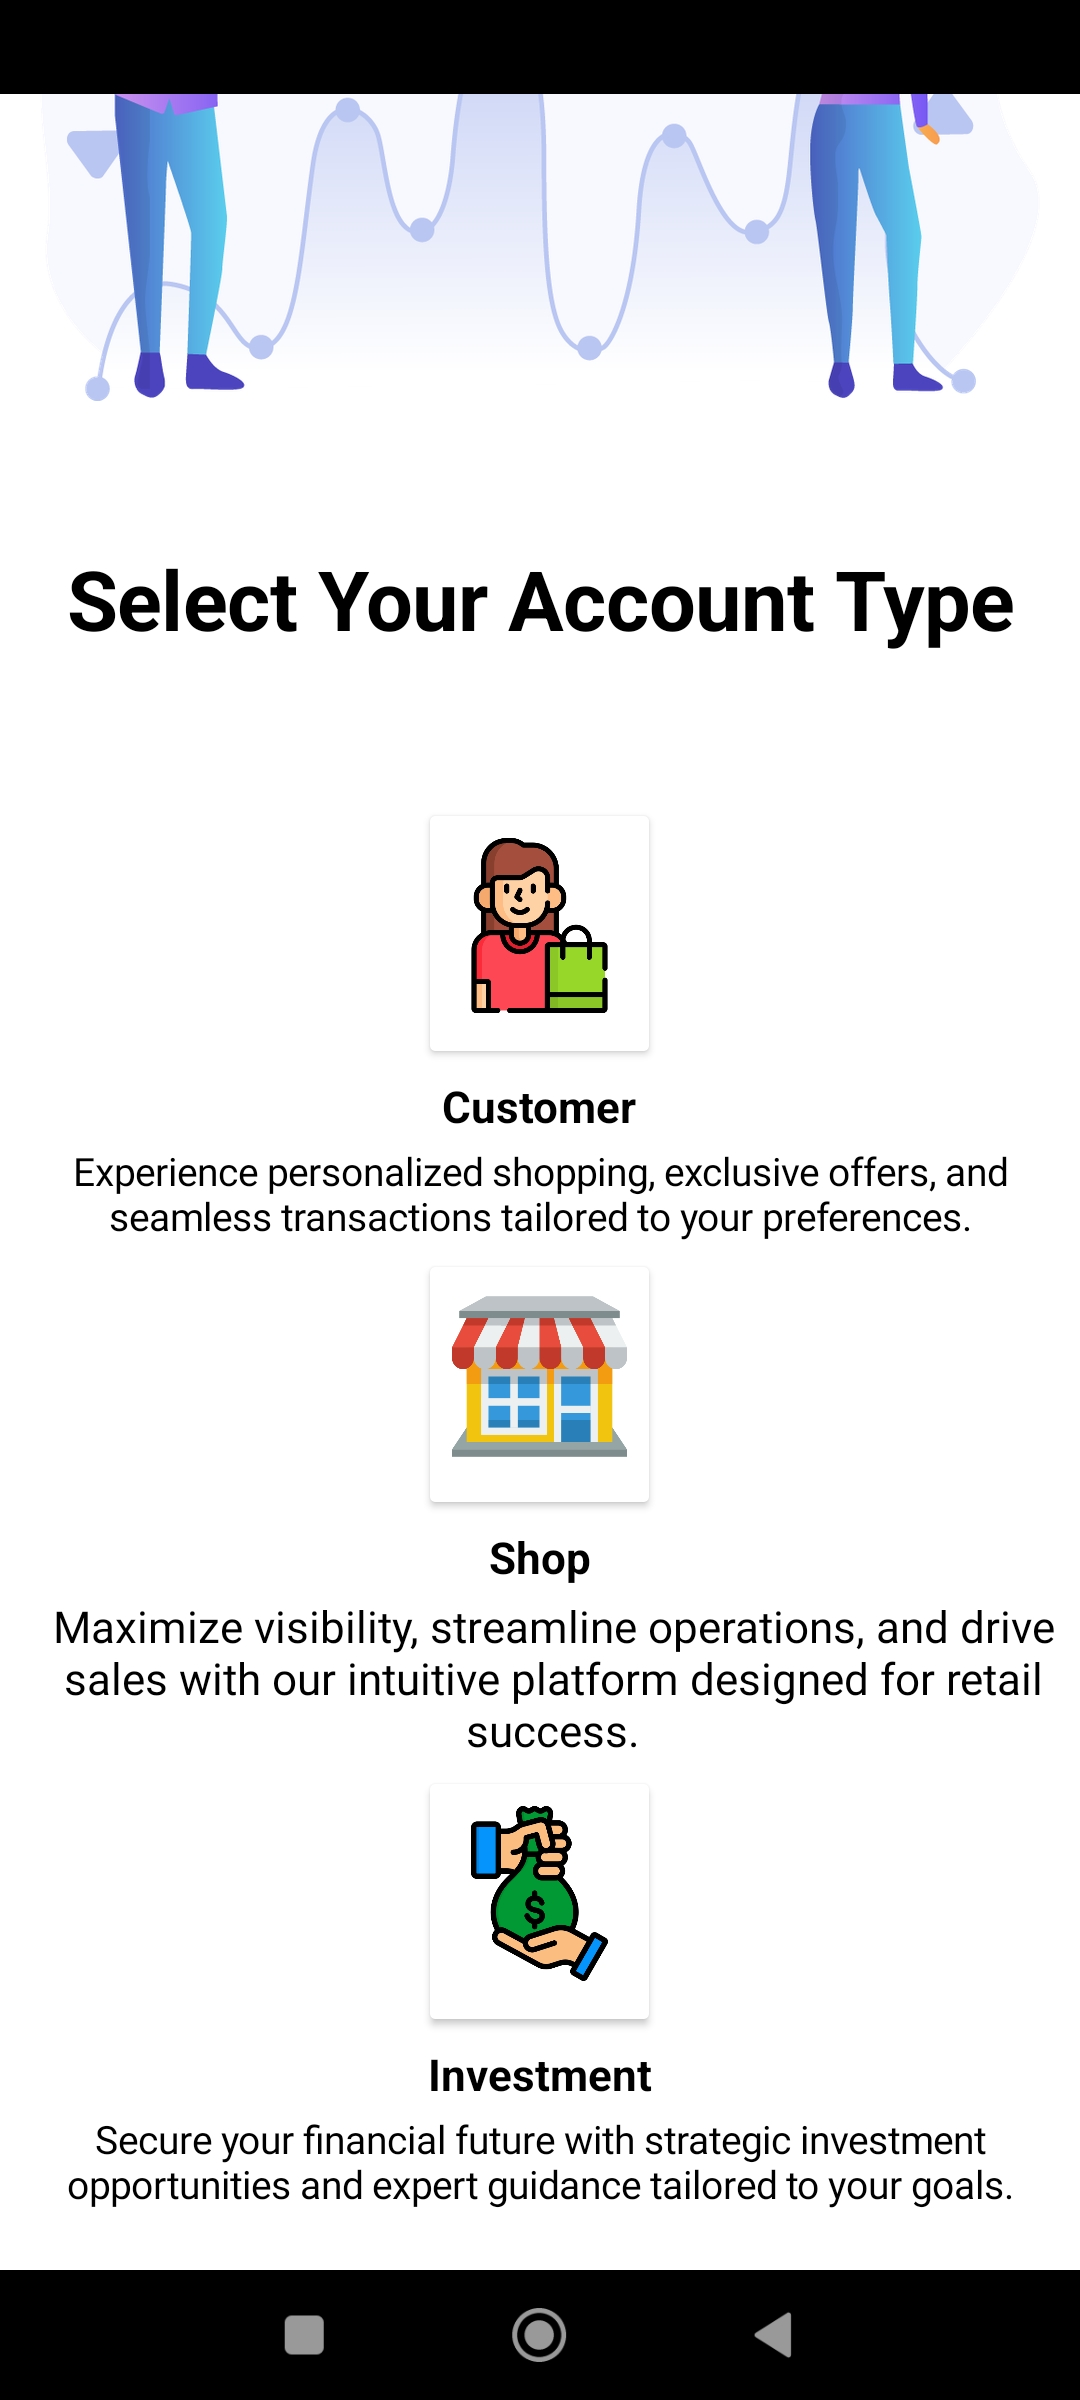 Select Your Account Type
Customer
Experience personalized shopping, exclusive offers, and
seamless transactions tailored to your preferences.
Shop
Maximize visibility, streamline operations, and drive
sales with our intuitive platform designed for retail
success.
$
Investment
Secure your financial future with strategic investment
opportunities and expert guidance tailored to your goals.